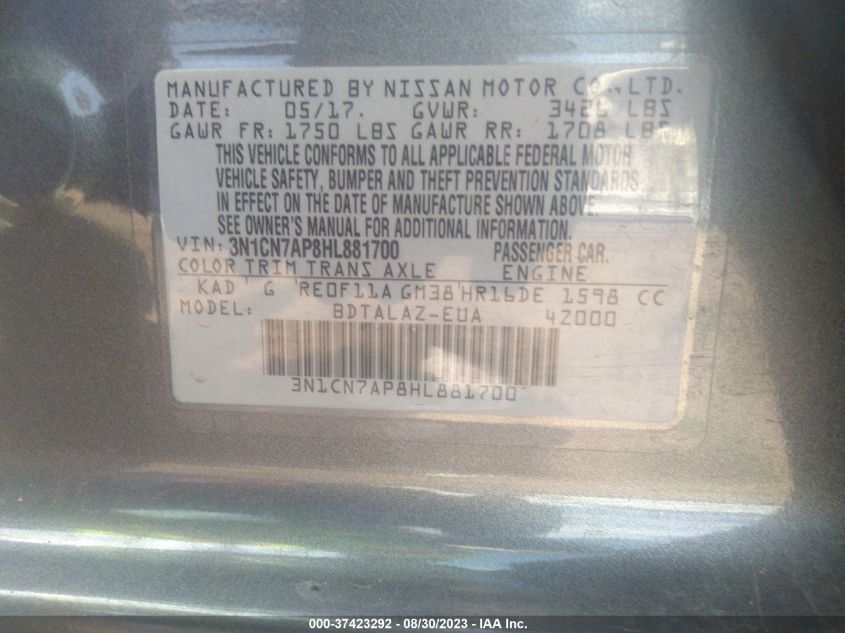 MANUFACTURED BY NISSAN MOTOR CO., LTD.
DATE: 05/17. GVWR: LBS
GAWR FR: 1750 LBS GAWR RR: 1708 LBS
THIS VEHICLE CONFORMS TO ALL APPLICABLE FEDERAL MOTOR
VEHICLE SAFETY, BUMPER AND THEFT PREVENTION STANDARDS
IN EFFECT ON THE DATE OF MANUFACTURE SHOWN ABOVE.
SEE OWNER'S MANUAL FOR ADDITIONAL INFORMATION.
VIN: 3N1CN7AP8HL881700 PASSENGER CAR.
COLOR TRIM TRANS AXLE ENGINE
KAD G RE0F11A GM38 HR16DE 1598 CC
MODEL: BDTALAZ-EUA 4Z000
3N1CN7AP8HL881700
000-37423292 - 08/30/2023 - IAA Inc.